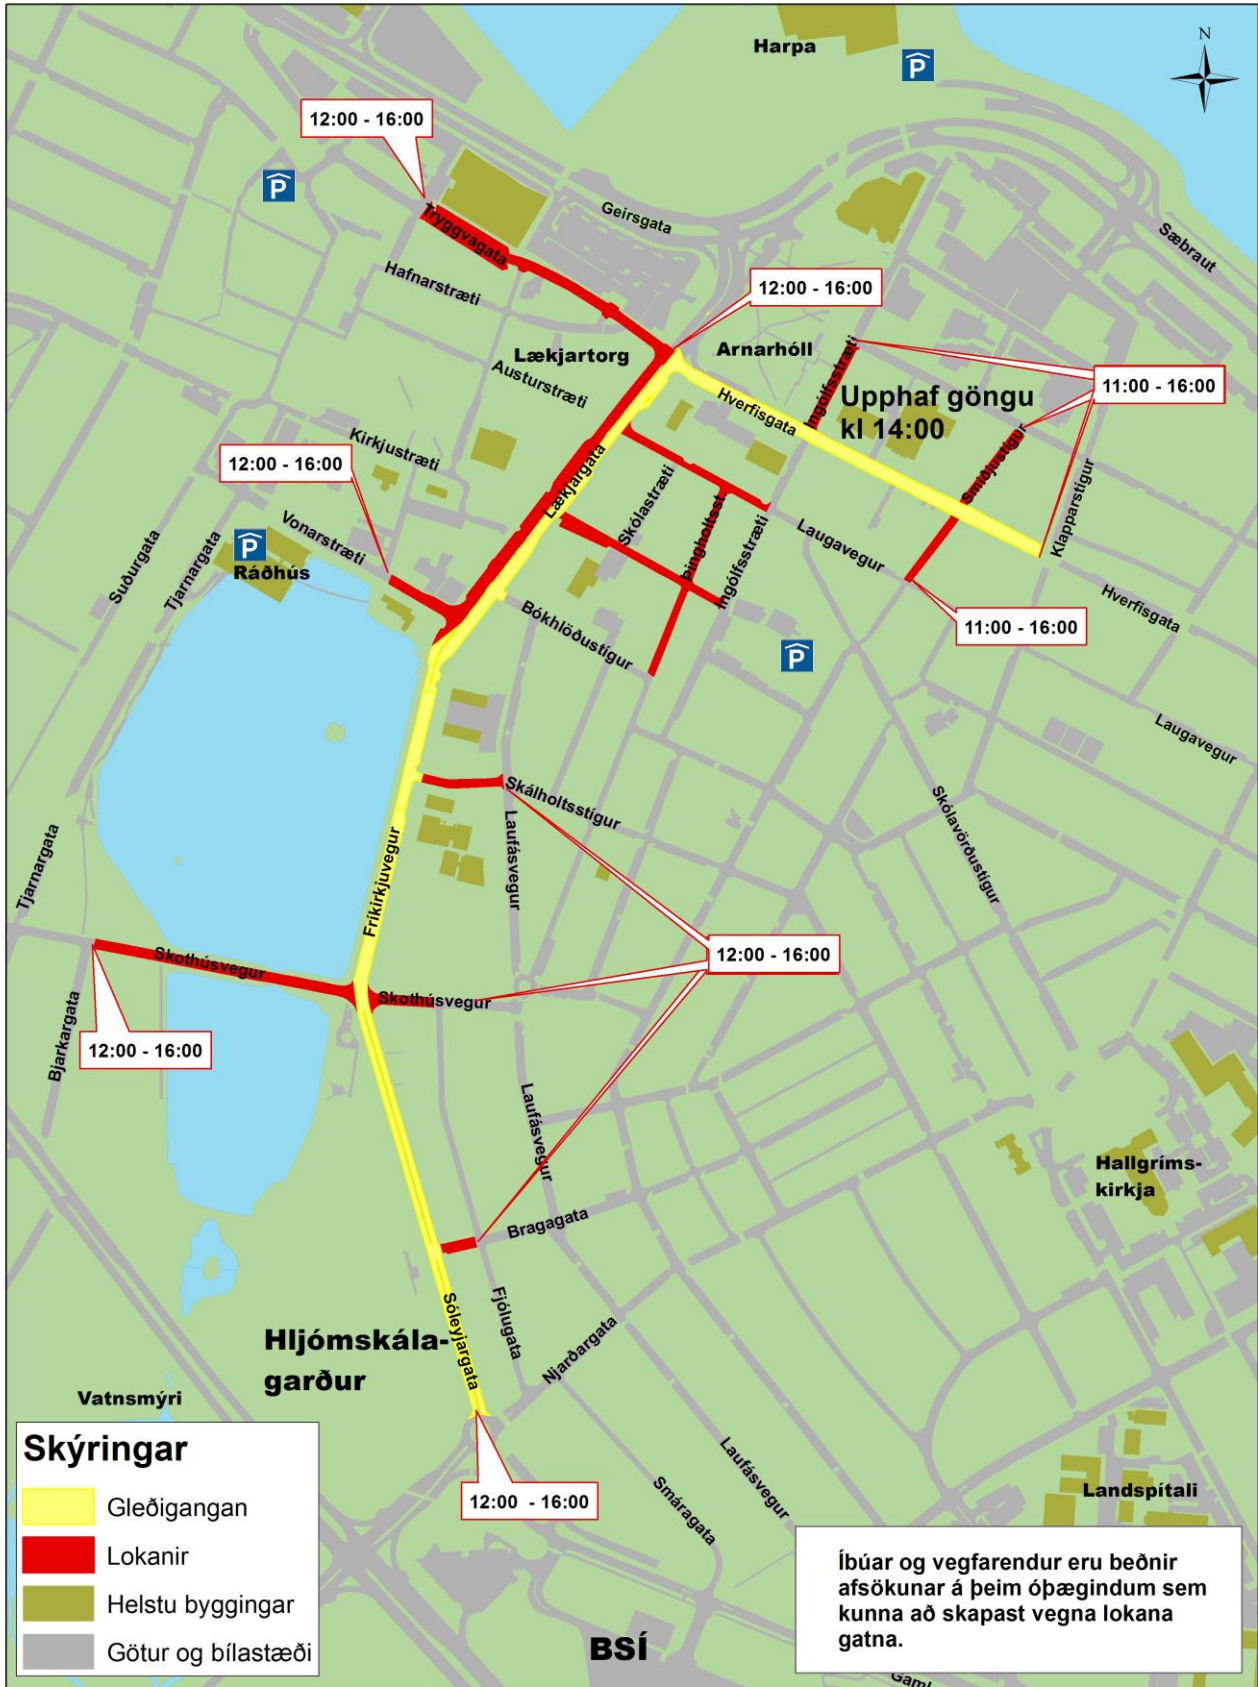 Harpa
N
P
12:00 - 16:00
P
Geirsgata
Tryggvagata
Sæbraut
Hafnarstræti
12:00 - 16:00
Lækjartorg
Arnarhóll
Ingólfsstræti
Austurstræti
11:00 - 16:00
Upphaf göngu
kl 14:00
Hverfisgata
Smiðjustígur
Kirkjustræti
12:00 - 16:00
Lækjargata
Skólastræti
Þingholtsst.
Klapparstígur
Vonarstræti
Ingólfsstræti
Laugavegur
Suðurgata
Tjarnargata
P
Ráðhús
Hverfisgata
Bókhlöðustígur
11:00 - 16:00
P
Laugavegur
Skálholtsstígur
Skólavörðustígur
Laufásvegur
Tjarnargata
Fríkirkjuvegur
12:00 - 16:00
Skothúsvegur
Skothúsvegur
Bjarkargata
12:00 - 16:00
Laufásvegur
Hallgríms-
kirkja
Bragagata
Fjólugata
Sóleyjargata
Hljómskála-
garður
Njarðargata
Vatnsmýri
Skýringar
Gleðigangan
Lokanir
Helstu byggingar
Götur og bílastæði
12:00 - 16:00
Smáragata
Laufásvegur
Landspítali
Íbúar og vegfarendur eru beðnir
afsökunar á þeim óþægindum sem
kunna að skapast vegna lokana
gatna.
BSÍ